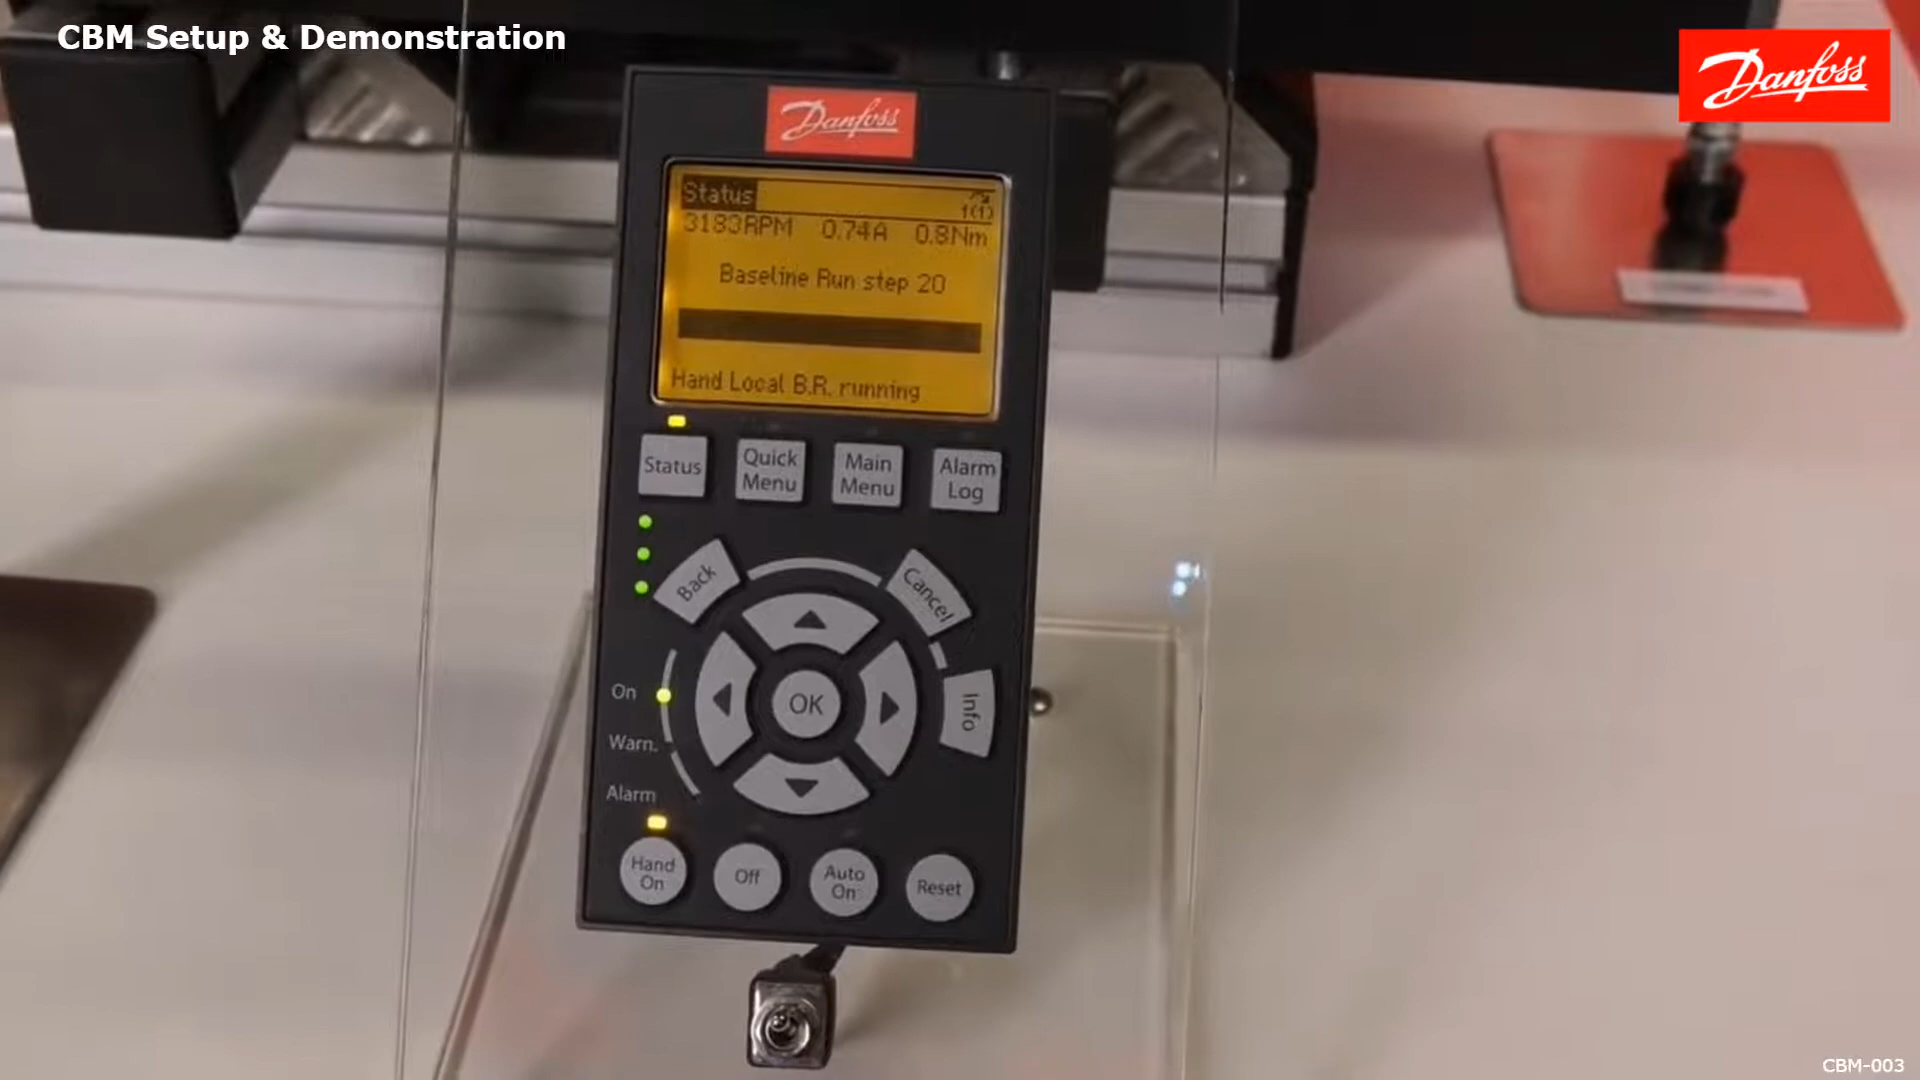 CBM Setup & Demonstration
Danfoss
Danfoss
Status
1(1)
3183RPM 0.74A 0.8Nm
Baseline Run step 20
Hand Local B.R. running
Status
Quick Menu
Main Menu
Alarm Log
Back
Cancel
Info
OK
On
Warn.
Alarm
Hand On
Off
Auto On
Reset
CBM-003